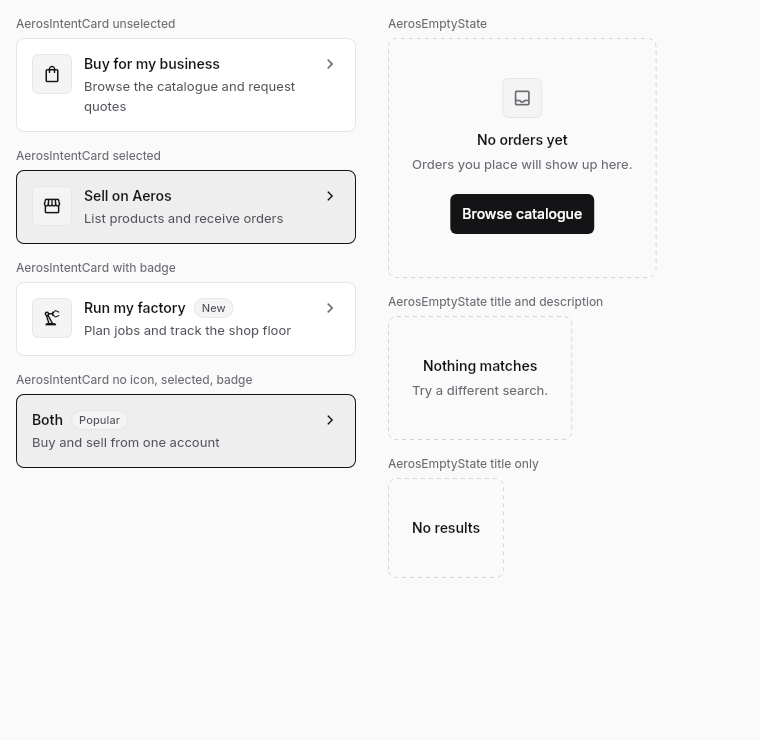 AerosIntentCard unselected
Buy for my business
Browse the catalogue and request
quotes
AerosIntentCard selected
Sell on Aeros
List products and receive orders
AerosIntentCard with badge
Run my factory New
Plan jobs and track the shop floor
AerosIntentCard no icon, selected, badge
Both Popular
Buy and sell from one account
AerosEmptyState
No orders yet
Orders you place will show up here.
Browse catalogue
AerosEmptyState title and description
Nothing matches
Try a different search.
AerosEmptyState title only
No results